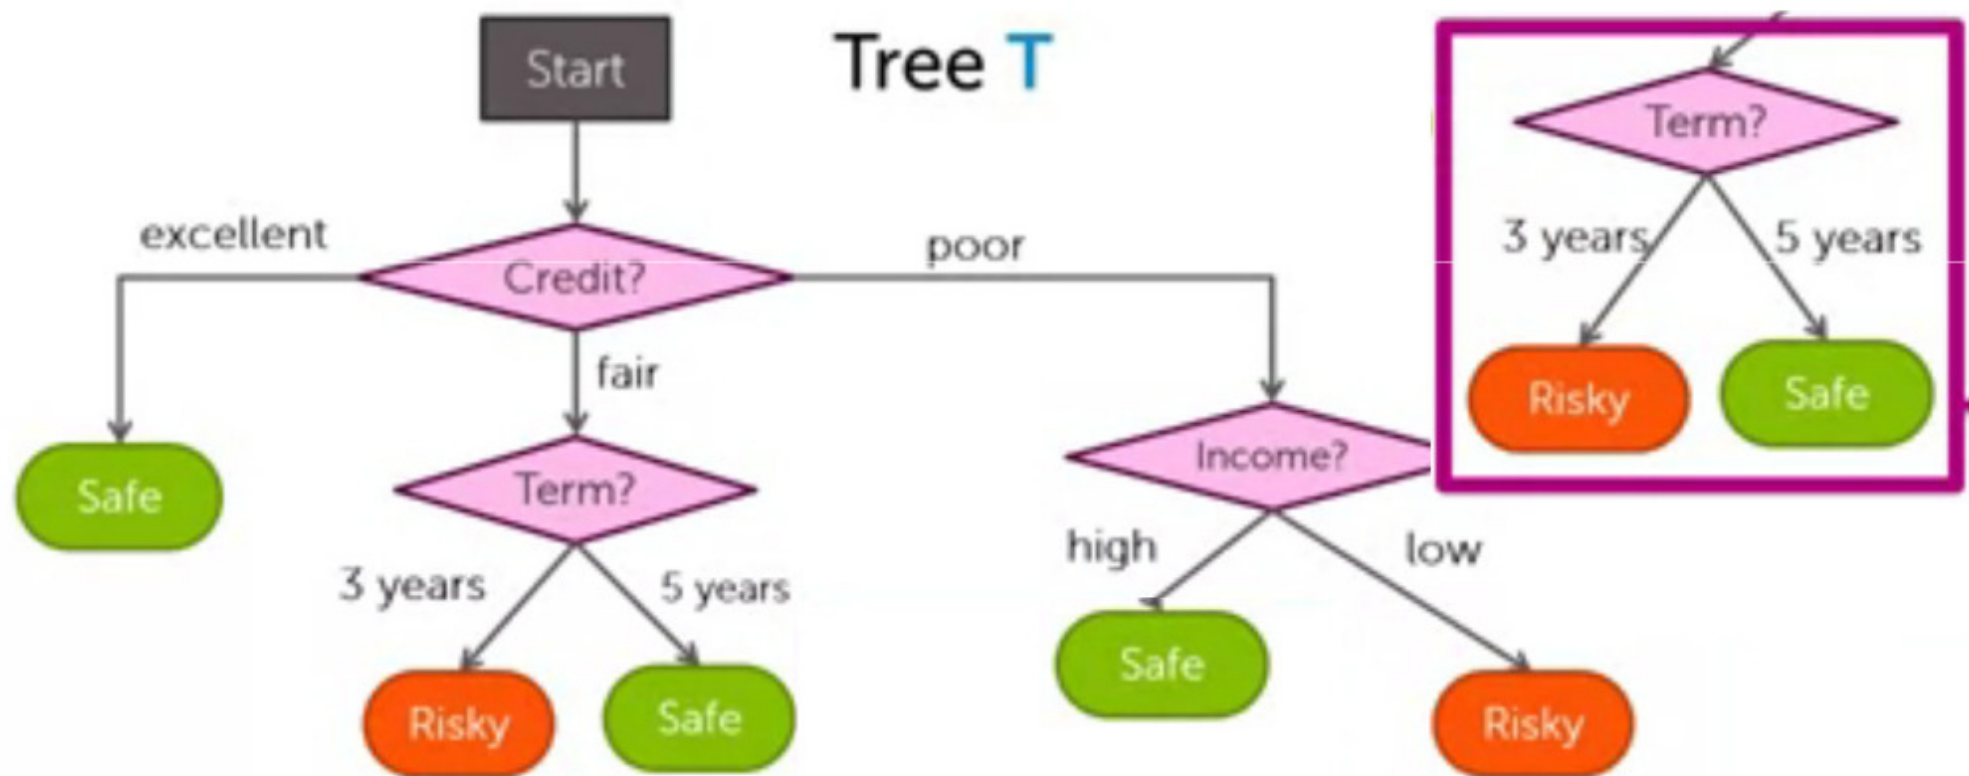 Start
Tree T
Term?
excellent
poor
3 years
5 years
Credit?
fair
Risky
Safe
Income?
Safe
Term?
high
low
3 years
5 years
Safe
Risky
Safe
Risky